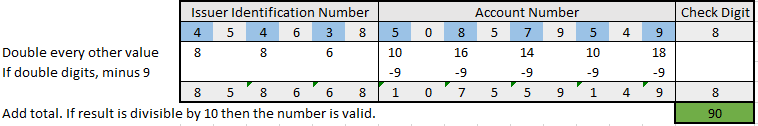 Issuer Identification Number Account Number Check Digit
4 5 4 6 3 8 5 0 8 5 7 9 5 4 9 8
Double every other value 8 8 6 10 16 14 10 18
If double digits, minus 9 -9 -9 -9 -9 -9
8 5 8 6 6 8 1 0 7 5 5 9 1 4 9 8
Add total. If result is divisible by 10 then the number is valid. 90